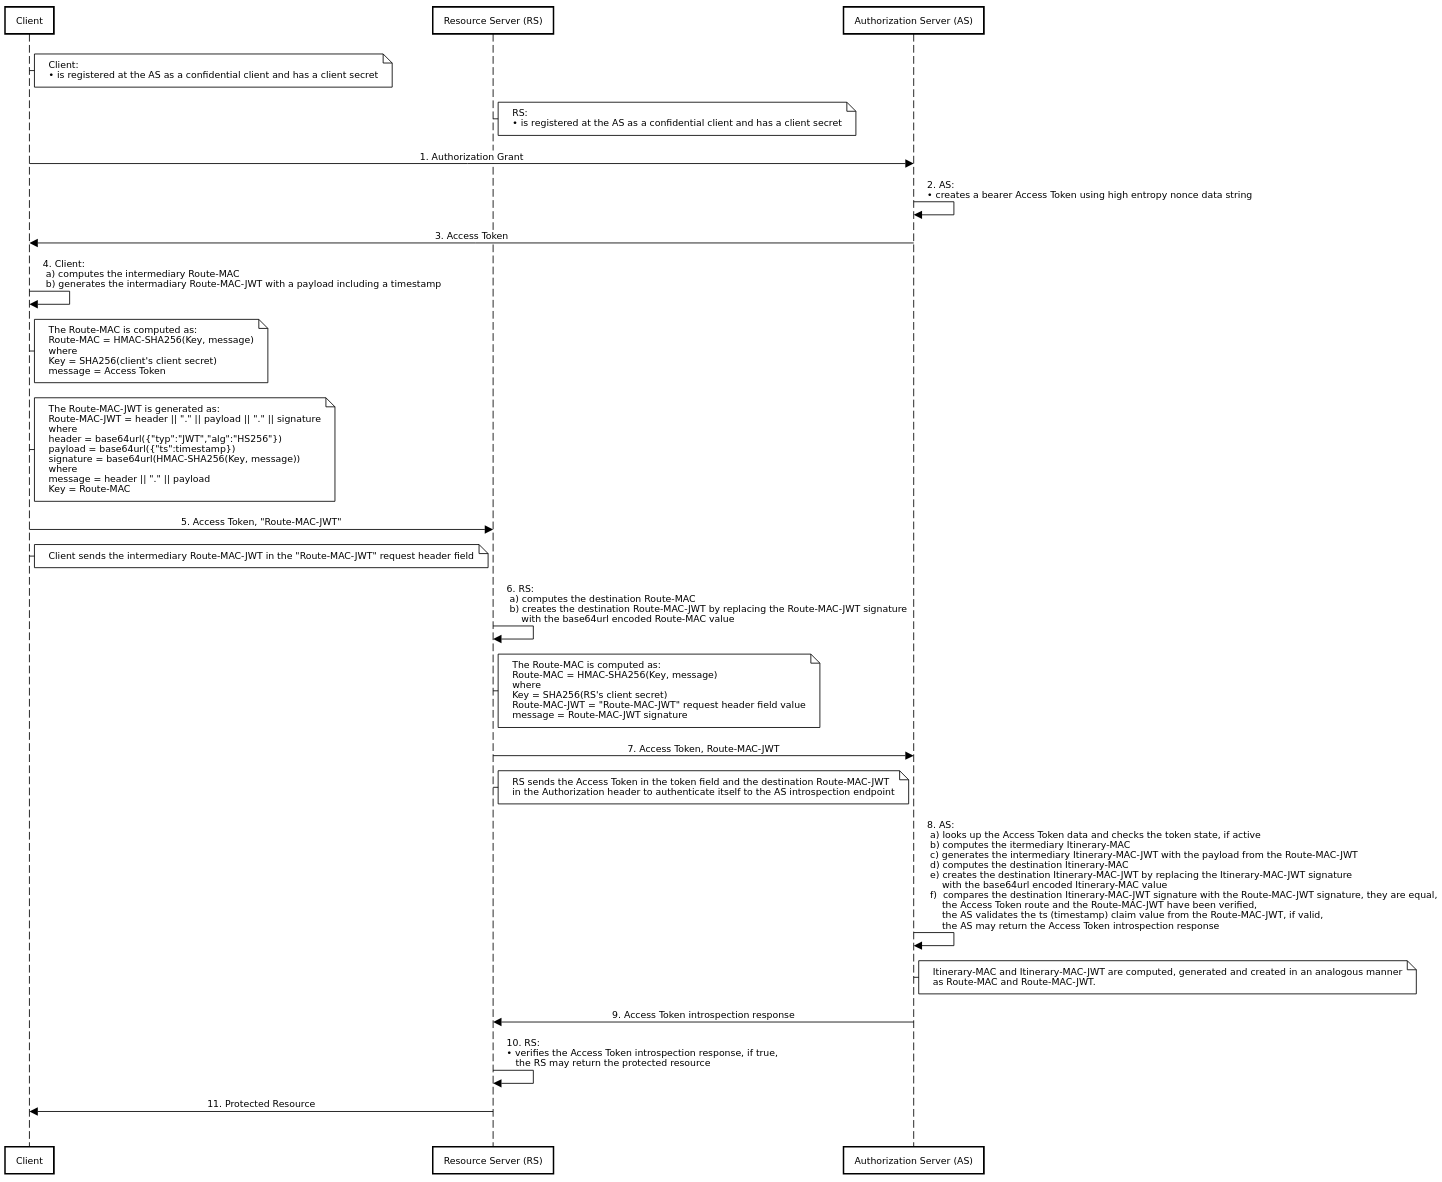 Client
Resource Server (RS)
Authorization Server (AS)
Client:
• is registered at the AS as a confidential client and has a client secret
RS:
• is registered at the AS as a confidential client and has a client secret
1. Authorization Grant
2. AS:
• creates a bearer Access Token using high entropy nonce data string
3. Access Token
4. Client:
a) computes the intermediary Route-MAC
b) generates the intermadiary Route-MAC-JWT with a payload including a timestamp
The Route-MAC is computed as:
Route-MAC = HMAC-SHA256(Key, message)
where
Key = SHA256(client's client secret)
message = Access Token
The Route-MAC-JWT is generated as:
Route-MAC-JWT = header || "." || payload || "." || signature
where
header = base64url({"typ":"JWT","alg":"HS256"})
payload = base64url({"ts":timestamp})
signature = base64url(HMAC-SHA256(Key, message))
where
message = header || "." || payload
Key = Route-MAC
5. Access Token, "Route-MAC-JWT"
Client sends the intermediary Route-MAC-JWT in the "Route-MAC-JWT" request header field
6. RS:
a) computes the destination Route-MAC
b) creates the destination Route-MAC-JWT by replacing the Route-MAC-JWT signature
with the base64url encoded Route-MAC value
The Route-MAC is computed as:
Route-MAC = HMAC-SHA256(Key, message)
where
Key = SHA256(RS's client secret)
Route-MAC-JWT = "Route-MAC-JWT" request header field value
message = Route-MAC-JWT signature
7. Access Token, Route-MAC-JWT
RS sends the Access Token in the token field and the destination Route-MAC-JWT
in the Authorization header to authenticate itself to the AS introspection endpoint
8. AS:
a) looks up the Access Token data and checks the token state, if active
b) computes the itermediary Itinerary-MAC
c) generates the intermediary Itinerary-MAC-JWT with the payload from the Route-MAC-JWT
d) computes the destination Itinerary-MAC
e) creates the destination Itinerary-MAC-JWT by replacing the Itinerary-MAC-JWT signature
with the base64url encoded Itinerary-MAC value
f) compares the destination Itinerary-MAC-JWT signature with the Route-MAC-JWT signature, they are equal,
the Access Token route and the Route-MAC-JWT have been verified,
the AS validates the ts (timestamp) claim value from the Route-MAC-JWT, if valid,
the AS may return the Access Token introspection response
Itinerary-MAC and Itinerary-MAC-JWT are computed, generated and created in an analogous manner
as Route-MAC and Route-MAC-JWT.
9. Access Token introspection response
10. RS:
• verifies the Access Token introspection response, if true,
the RS may return the protected resource
11. Protected Resource
Client
Resource Server (RS)
Authorization Server (AS)